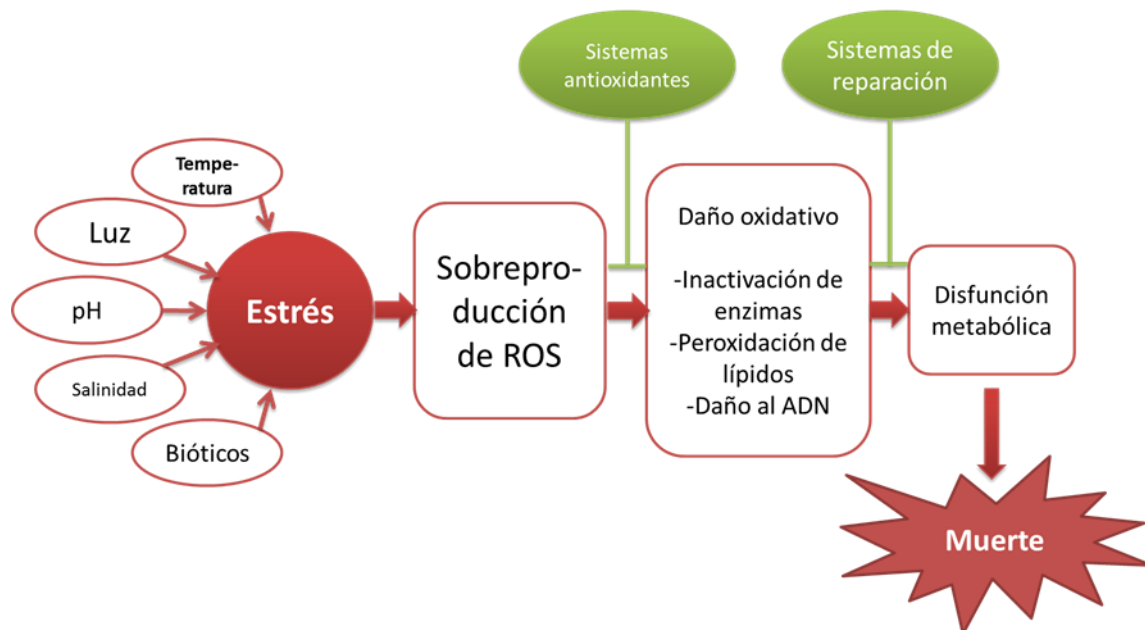 Sistemas
antioxidantes
Sistemas de
reparación
Tempe-
ratura
Luz
pH
Salinidad
Bióticos
Estrés
Sobrepro-
ducción
de ROS
Daño oxidativo
-Inactivación de
enzimas
-Peroxidación de
lípidos
-Daño al ADN
Disfunción
metabólica
Muerte